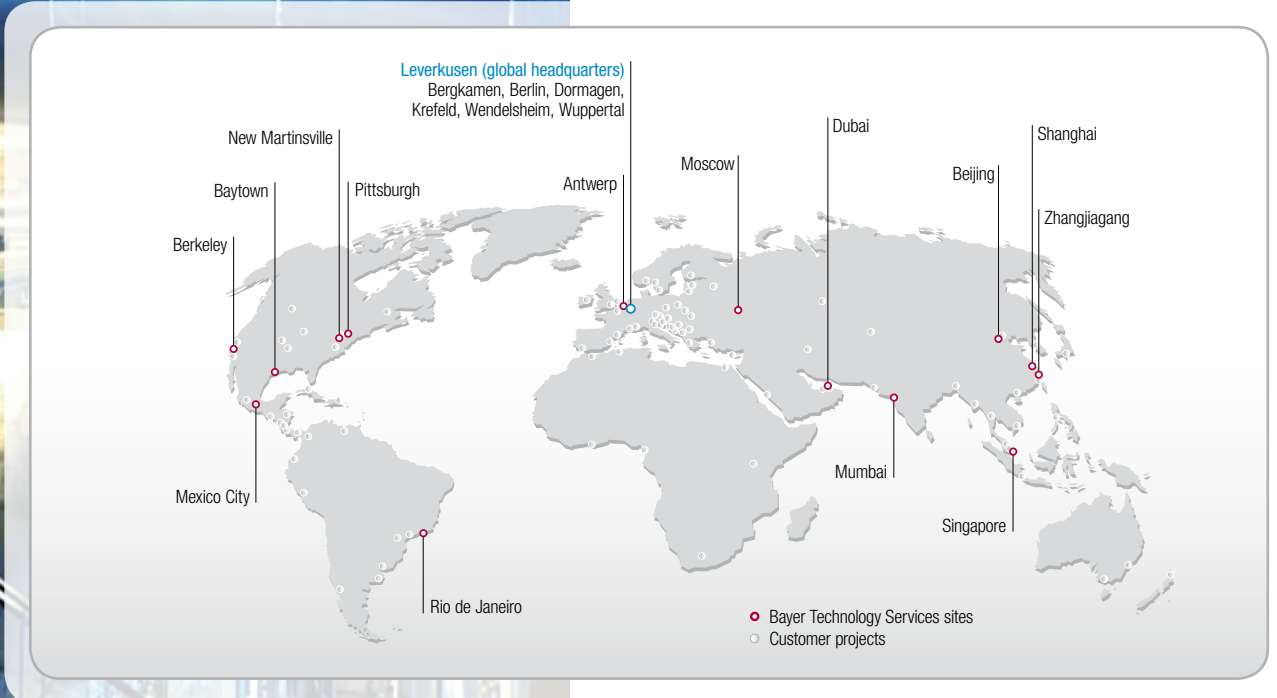 Leverkusen (global headquarters)
Bergkamen, Berlin, Dormagen,
Krefeld, Wendelsheim, Wuppertal
Dubai
Shanghai
New Martinsville
Moscow
Beijing
Antwerp
Baytown
Pittsburgh
Zhangjiagang
Berkeley
Mumbai
Mexico City
Singapore
Rio de Janeiro
Bayer Technology Services sites
Customer projects